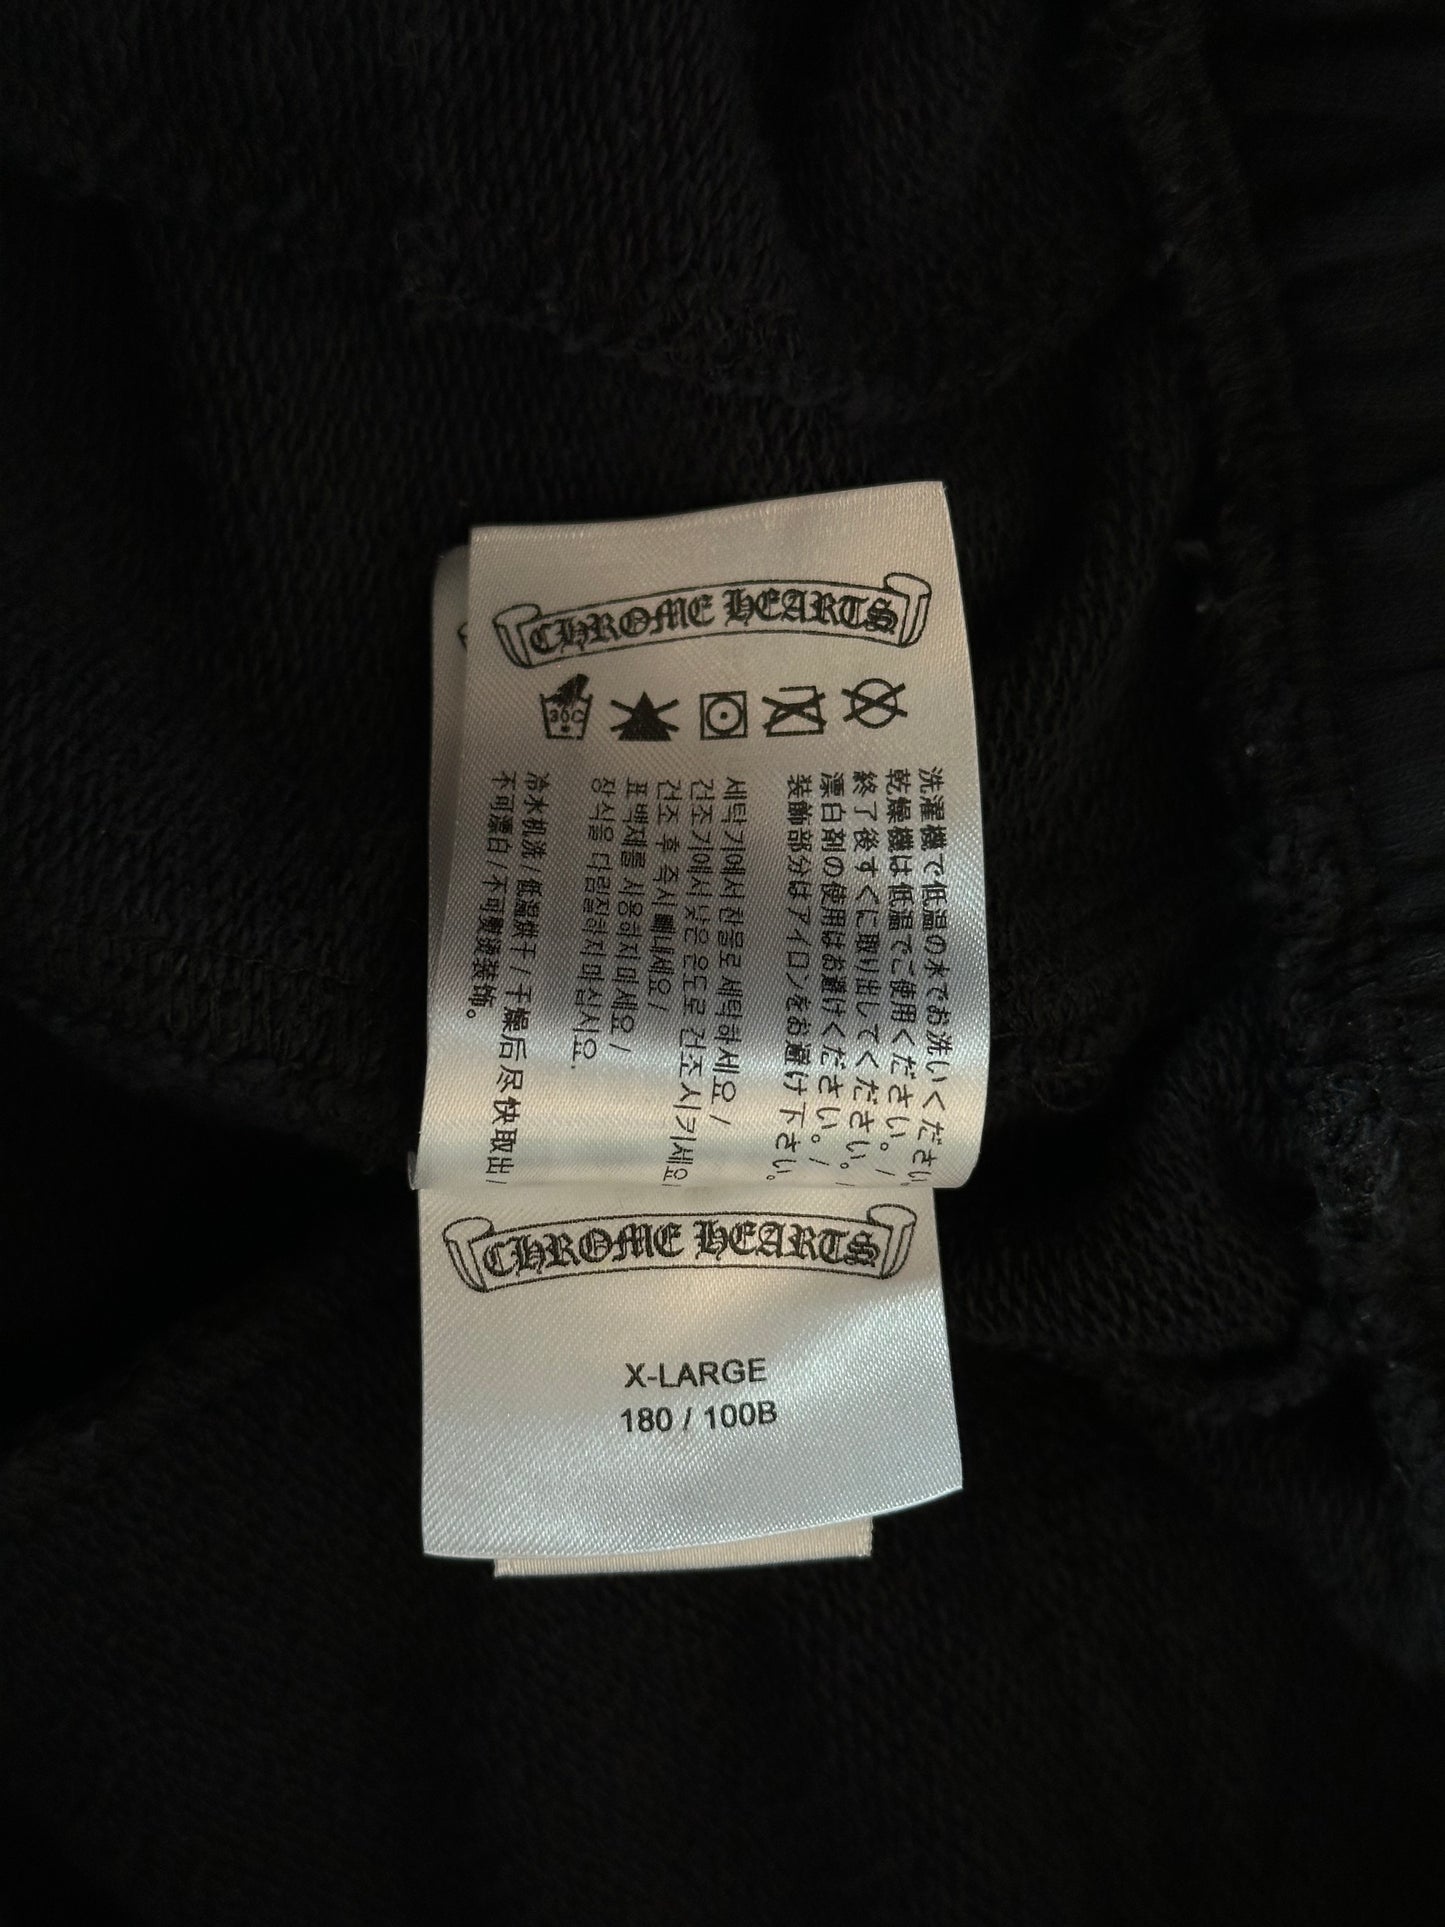 CHROME HEARTS
30C
洗濯機で低温の水でお洗いください。
乾燥機は低温でご使用ください。/
終了後すぐに取り出してください。/
漂白剤の使用はお避けください。/
装飾部分はアイロンをお避け下さい。
세탁기에서 찬물로 세탁하세요 /
건조기에서 낮은 온도로 건조시키세요/
건조 후 즉시 빼내세요 /
표백제를 사용하지 마세요 /
장식을 다림질하지 마십시요.
冷水机洗 / 低温烘干 / 干燥后尽快取出 /
不可漂白 / 不可熨烫装饰。
CHROME HEARTS
X-LARGE
180 / 100B